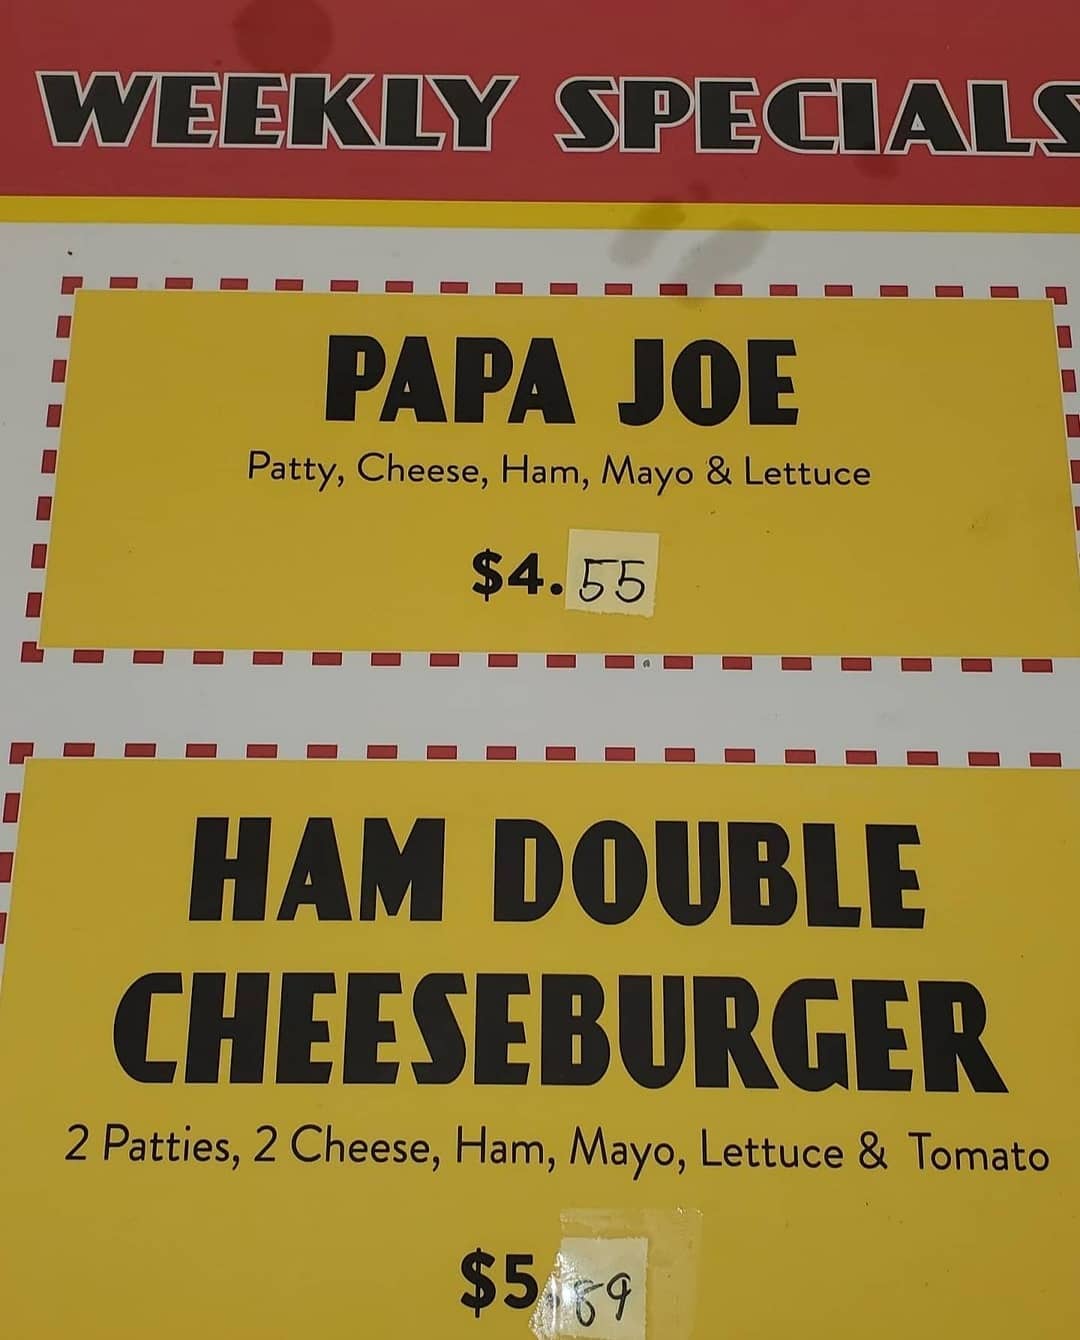 WEEKLY SPECIALS
PAPA JOE
Patty, Cheese, Ham, Mayo & Lettuce
$4.55
HAM DOUBLE
CHEESEBURGER
2 Patties, 2 Cheese, Ham, Mayo, Lettuce & Tomato
$5.89